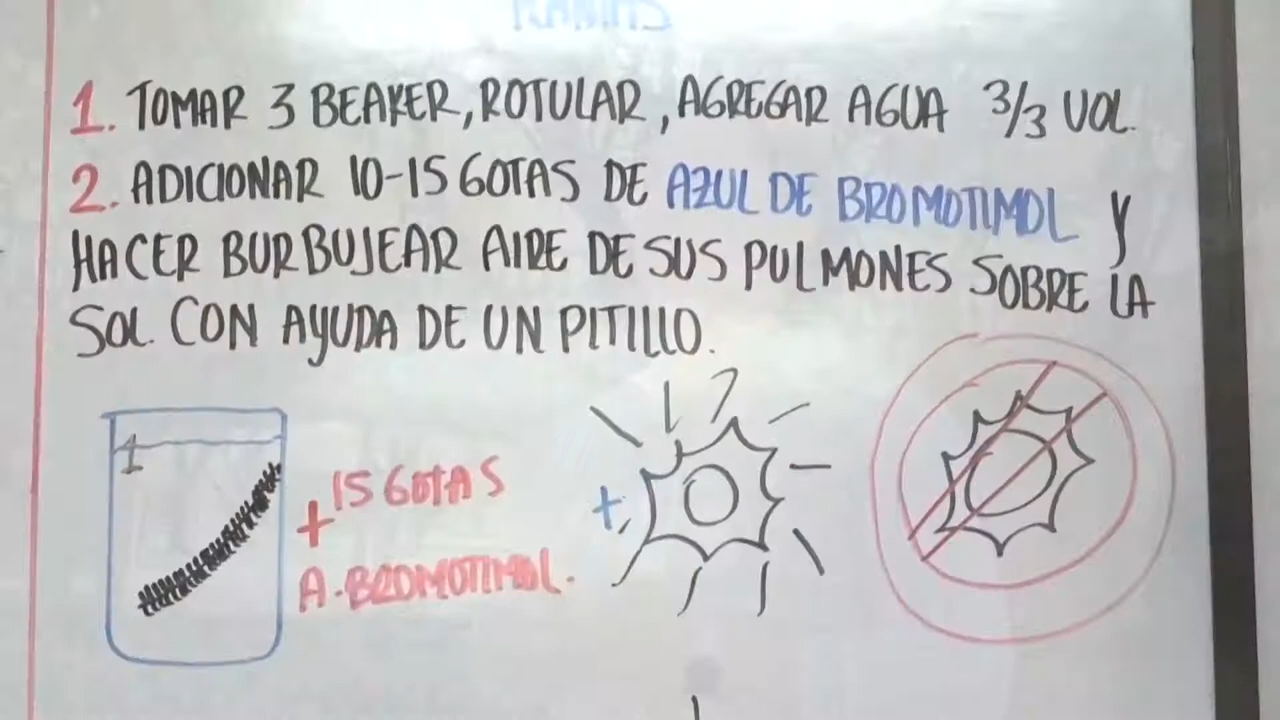 1. TOMAR 3 BEAKER, ROTULAR, AGREGAR AGUA 3/3 VOL.
2. ADICIONAR 10-15 GOTAS DE AZUL DE BROMOTIMOL Y
HACER BURBUJEAR AIRE DE SUS PULMONES SOBRE LA
SOL. CON AYUDA DE UN PITILLO.
1
+ 15 GOTAS
A. BROMOTIMOL.
+